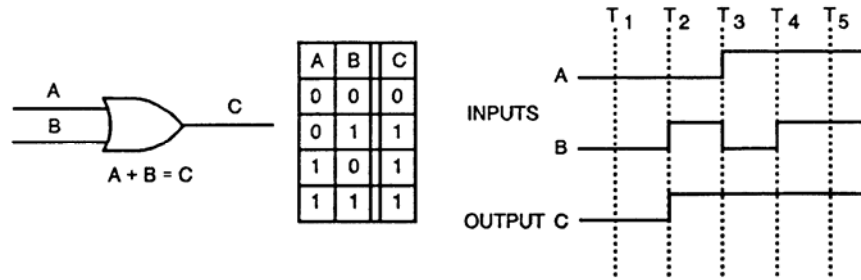 A
B
C
A + B = C
A B C
0 0 0
0 1 1
1 0 1
1 1 1
T1 T2 T3 T4 T5
A
INPUTS
B
OUTPUT C